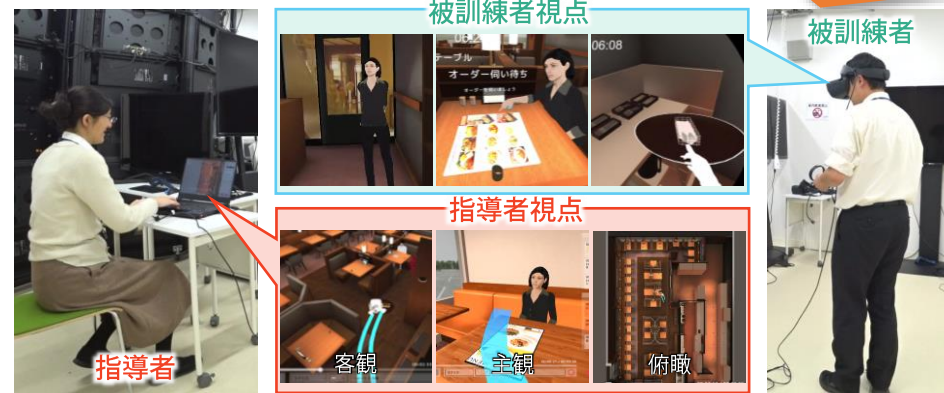 被訓練者視点
被訓練者
テーブル
オーダー伺い待ち
06:08
指導者視点
客観
主観
俯瞰
指導者